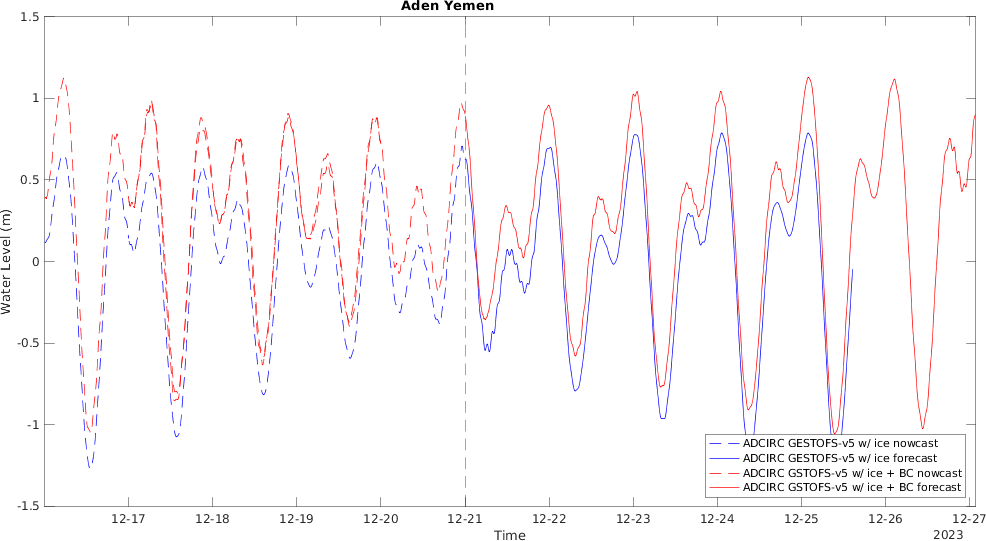 Aden Yemen
1.5
1
0.5
0
-0.5
-1
-1.5
Water Level (m)
12-17
12-18
12-19
12-20
12-21
12-22
12-23
12-24
12-25
12-26
12-27
Time
2023
ADCIRC GESTOFS-v5 w/ ice nowcast
ADCIRC GESTOFS-v5 w/ ice forecast
ADCIRC GSTOFS-v5 w/ ice + BC nowcast
ADCIRC GSTOFS-v5 w/ ice + BC forecast